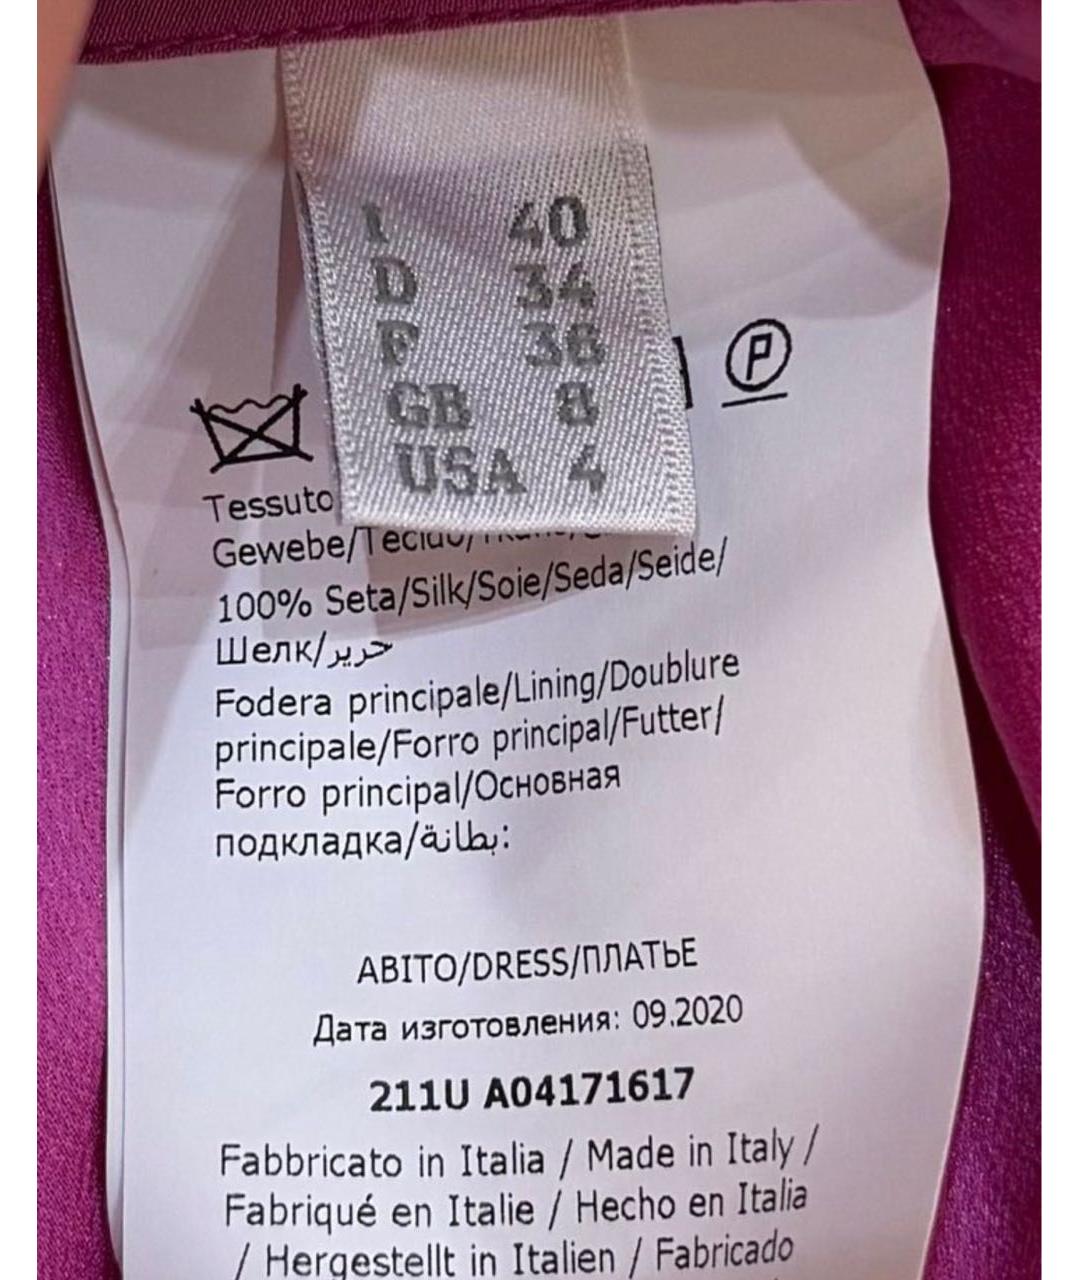 I 40
D 34
F 36
GB 8
USA 4
P
Tessuto
Gewebe/Tecido/
100% Seta/Silk/Soie/Seda/Seide/
Шелк/حرير
Fodera principale/Lining/Doublure
principale/Forro principal/Futter/
Forro principal/Основная
подкладка/بطانة:
ABITO/DRESS/ПЛАТЬЕ
Дата изготовления: 09.2020
211U A04171617
Fabbricato in Italia / Made in Italy /
Fabriqué en Italie / Hecho en Italia
/ Hergestellt in Italien / Fabricado